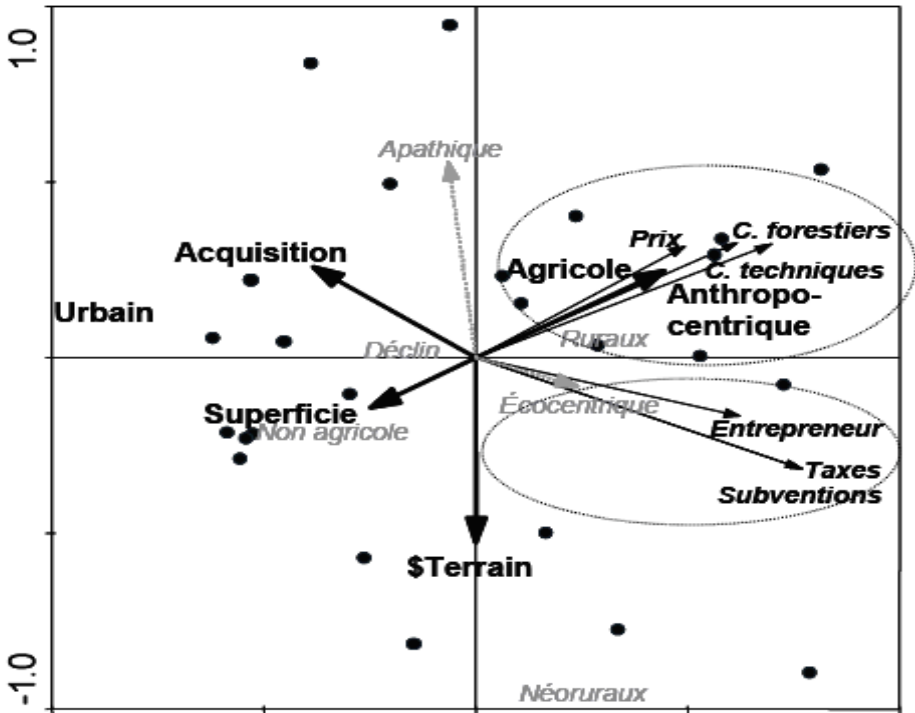 1.0
Apathique
Prix
C. forestiers
Acquisition
Agricole
C. techniques
Urbain
Anthropo-
centrique
Déclin
Ruraux
Superficie
Écocentrique
Non agricole
Entrepreneur
Taxes
Subventions
$Terrain
-1.0
Néoruraux